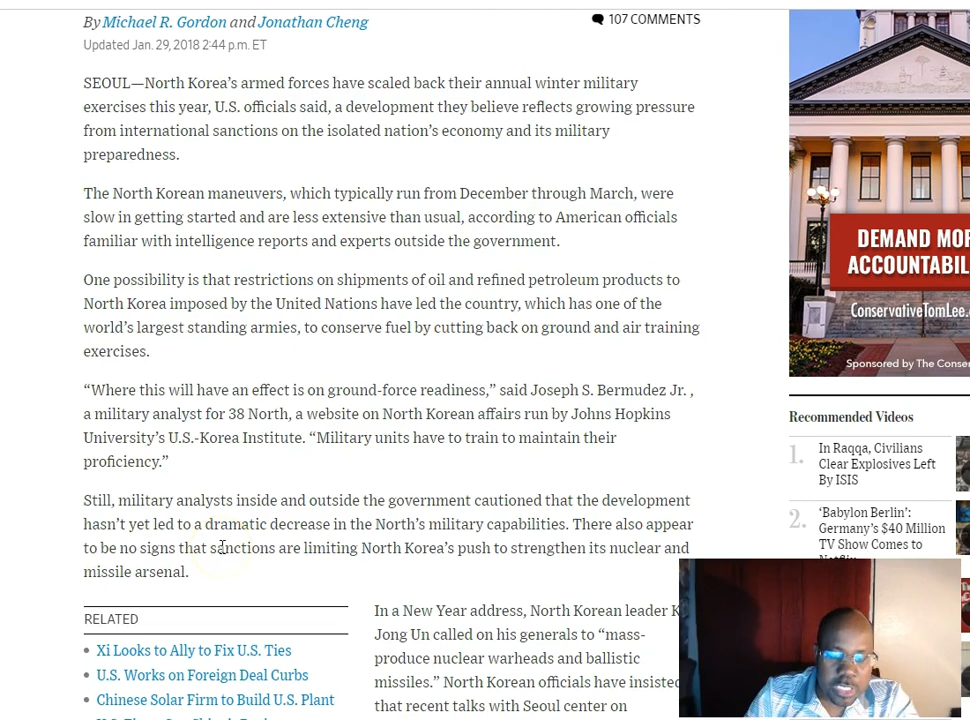 By Michael R. Gordon and Jonathan Cheng
107 COMMENTS
Updated Jan. 29, 2018 2:44 p.m. ET
SEOUL—North Korea's armed forces have scaled back their annual winter military
exercises this year, U.S. officials said, a development they believe reflects growing pressure
from international sanctions on the isolated nation's economy and its military
preparedness.
The North Korean maneuvers, which typically run from December through March, were
slow in getting started and are less extensive than usual, according to American officials
familiar with intelligence reports and experts outside the government.
One possibility is that restrictions on shipments of oil and refined petroleum products to
North Korea imposed by the United Nations have led the country, which has one of the
world's largest standing armies, to conserve fuel by cutting back on ground and air training
exercises.
“Where this will have an effect is on ground-force readiness,” said Joseph S. Bermudez Jr. ,
a military analyst for 38 North, a website on North Korean affairs run by Johns Hopkins
University's U.S.-Korea Institute. “Military units have to train to maintain their
proficiency.”
Still, military analysts inside and outside the government cautioned that the development
hasn't yet led to a dramatic decrease in the North's military capabilities. There also appear
to be no signs that sanctions are limiting North Korea's push to strengthen its nuclear and
missile arsenal.
RELATED
Xi Looks to Ally to Fix U.S. Ties
U.S. Works on Foreign Deal Curbs
Chinese Solar Firm to Build U.S. Plant
In a New Year address, North Korean leader K
Jong Un called on his generals to “mass-
produce nuclear warheads and ballistic
missiles.” North Korean officials have insisted
that recent talks with Seoul center on
DEMAND MOR
ACCOUNTABIL
ConservativeTomLee.c
Sponsored by The Conser
Recommended Videos
1. In Raqqa, Civilians
Clear Explosives Left
By ISIS
2. ‘Babylon Berlin’:
Germany's $40 Million
TV Show Comes to